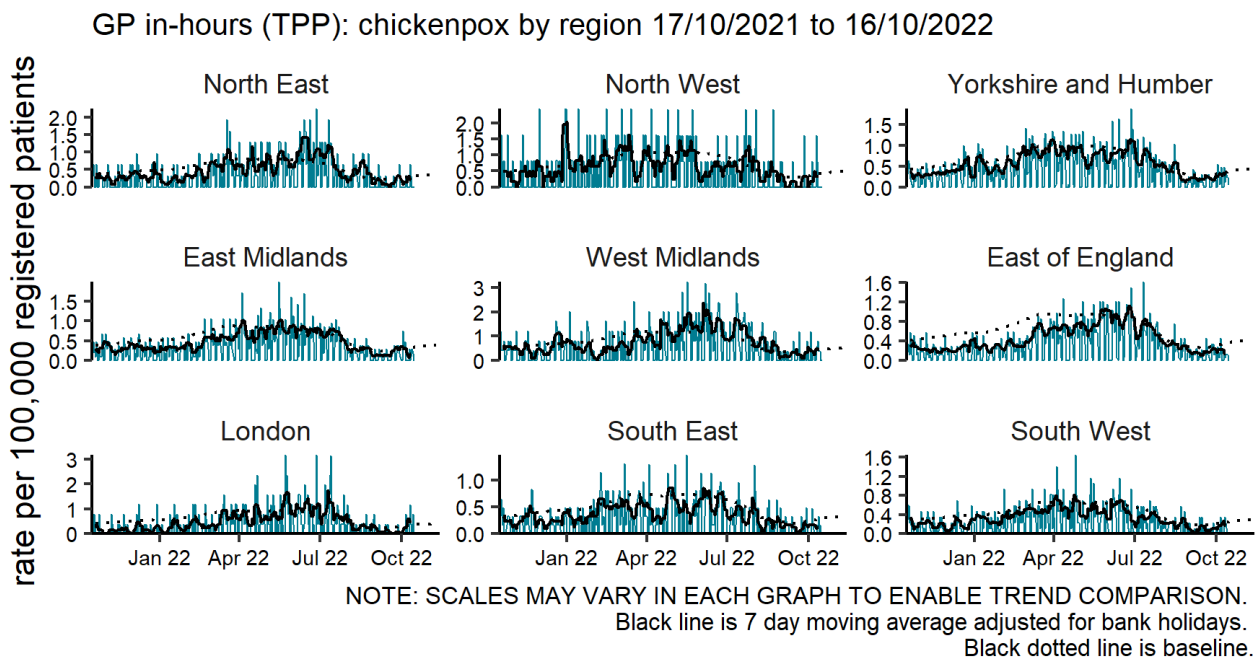 GP in-hours (TPP): chickenpox by region 17/10/2021 to 16/10/2022
rate per 100,000 registered patients
North East
2.0
1.5
1.0
0.5
0.0
North West
2.0
1.5
1.0
0.5
0.0
Yorkshire and Humber
1.5
1.0
0.5
0.0
East Midlands
1.5
1.0
0.5
0.0
West Midlands
3
2
1
0
East of England
1.6
1.2
0.8
0.4
0.0
London
3
2
1
0
South East
1.0
0.5
0.0
South West
1.6
1.2
0.8
0.4
0.0
Jan 22 Apr 22 Jul 22 Oct 22 Jan 22 Apr 22 Jul 22 Oct 22 Jan 22 Apr 22 Jul 22 Oct 22
NOTE: SCALES MAY VARY IN EACH GRAPH TO ENABLE TREND COMPARISON.
Black line is 7 day moving average adjusted for bank holidays.
Black dotted line is baseline.